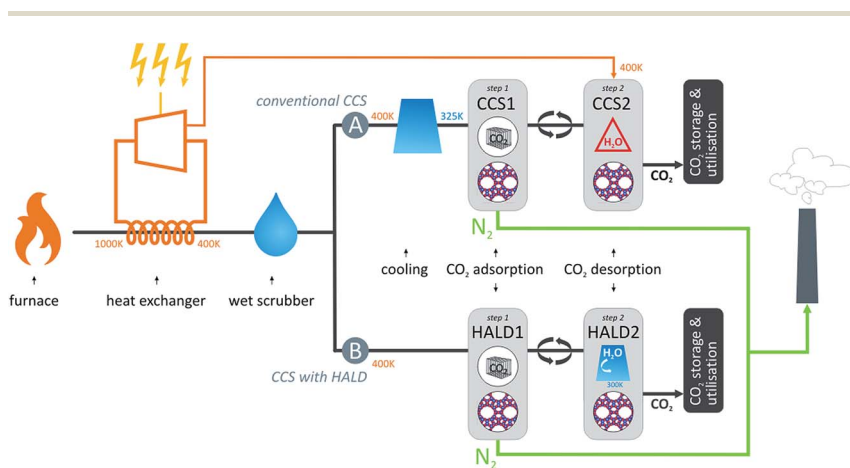 conventional CCS
A
400K
325K
step 1
CCS1
CO₂
step 2
CCS2
400K
H₂O
CO₂
CO₂ storage &
utilisation
N₂
1000K
400K
furnace
heat exchanger
wet scrubber
cooling
CO₂ adsorption
CO₂ desorption
B
400K
CCS with HALD
step 1
HALD1
CO₂
step 2
HALD2
H₂O
300K
CO₂
CO₂ storage &
utilisation
N₂